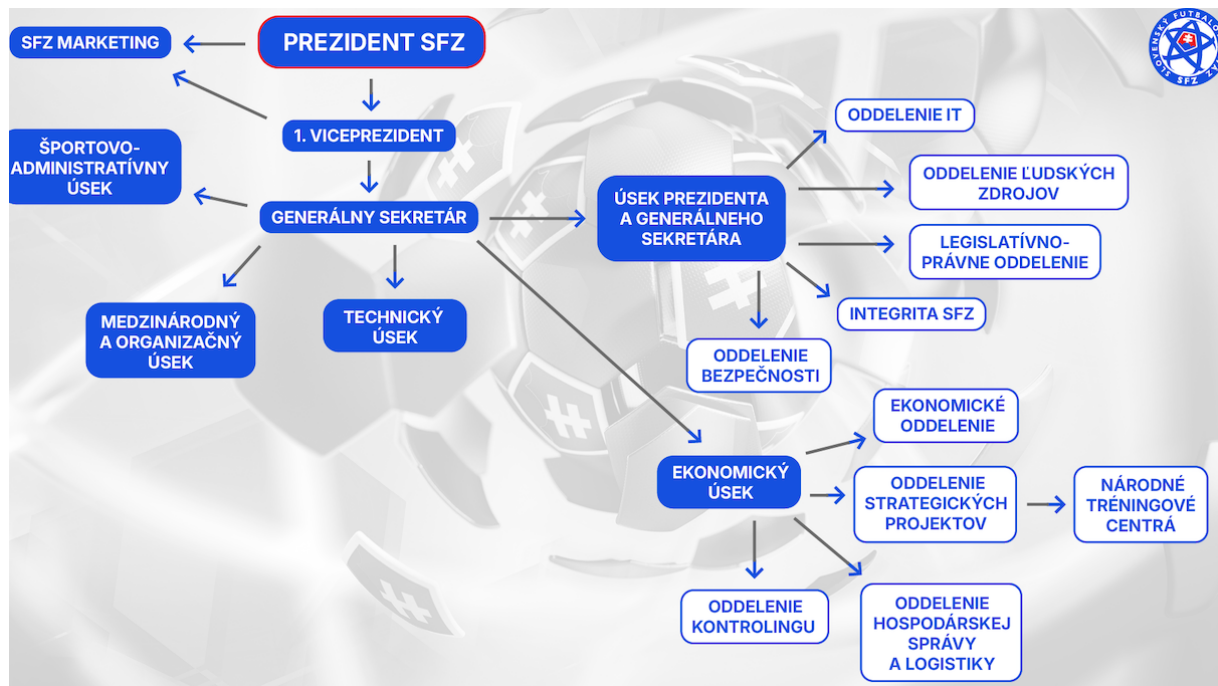 SFZ MARKETING
PREZIDENT SFZ
1. VICEPREZIDENT
ŠPORTOVO-
ADMINISTRATÍVNY
ÚSEK
GENERÁLNY SEKRETÁR
MEDZINÁRODNÝ
A ORGANIZAČNÝ
ÚSEK
TECHNICKÝ
ÚSEK
ÚSEK PREZIDENTA
A GENERÁLNEHO
SEKRETÁRA
ODDELENIE IT
ODDELENIE ĽUDSKÝCH
ZDROJOV
LEGISLATÍVNO-
PRÁVNE ODDELENIE
INTEGRITA SFZ
ODDELENIE
BEZPEČNOSTI
EKONOMICKÝ
ÚSEK
EKONOMICKÉ
ODDELENIE
ODDELENIE
STRATEGICKÝCH
PROJEKTOV
NÁRODNÉ
TRÉNINGOVÉ
CENTRÁ
ODDELENIE
KONTROLINGU
ODDELENIE
HOSPODÁRSKEJ
SPRÁVY
A LOGISTIKY
SLOVENSKÝ FUTBALO
SFZ